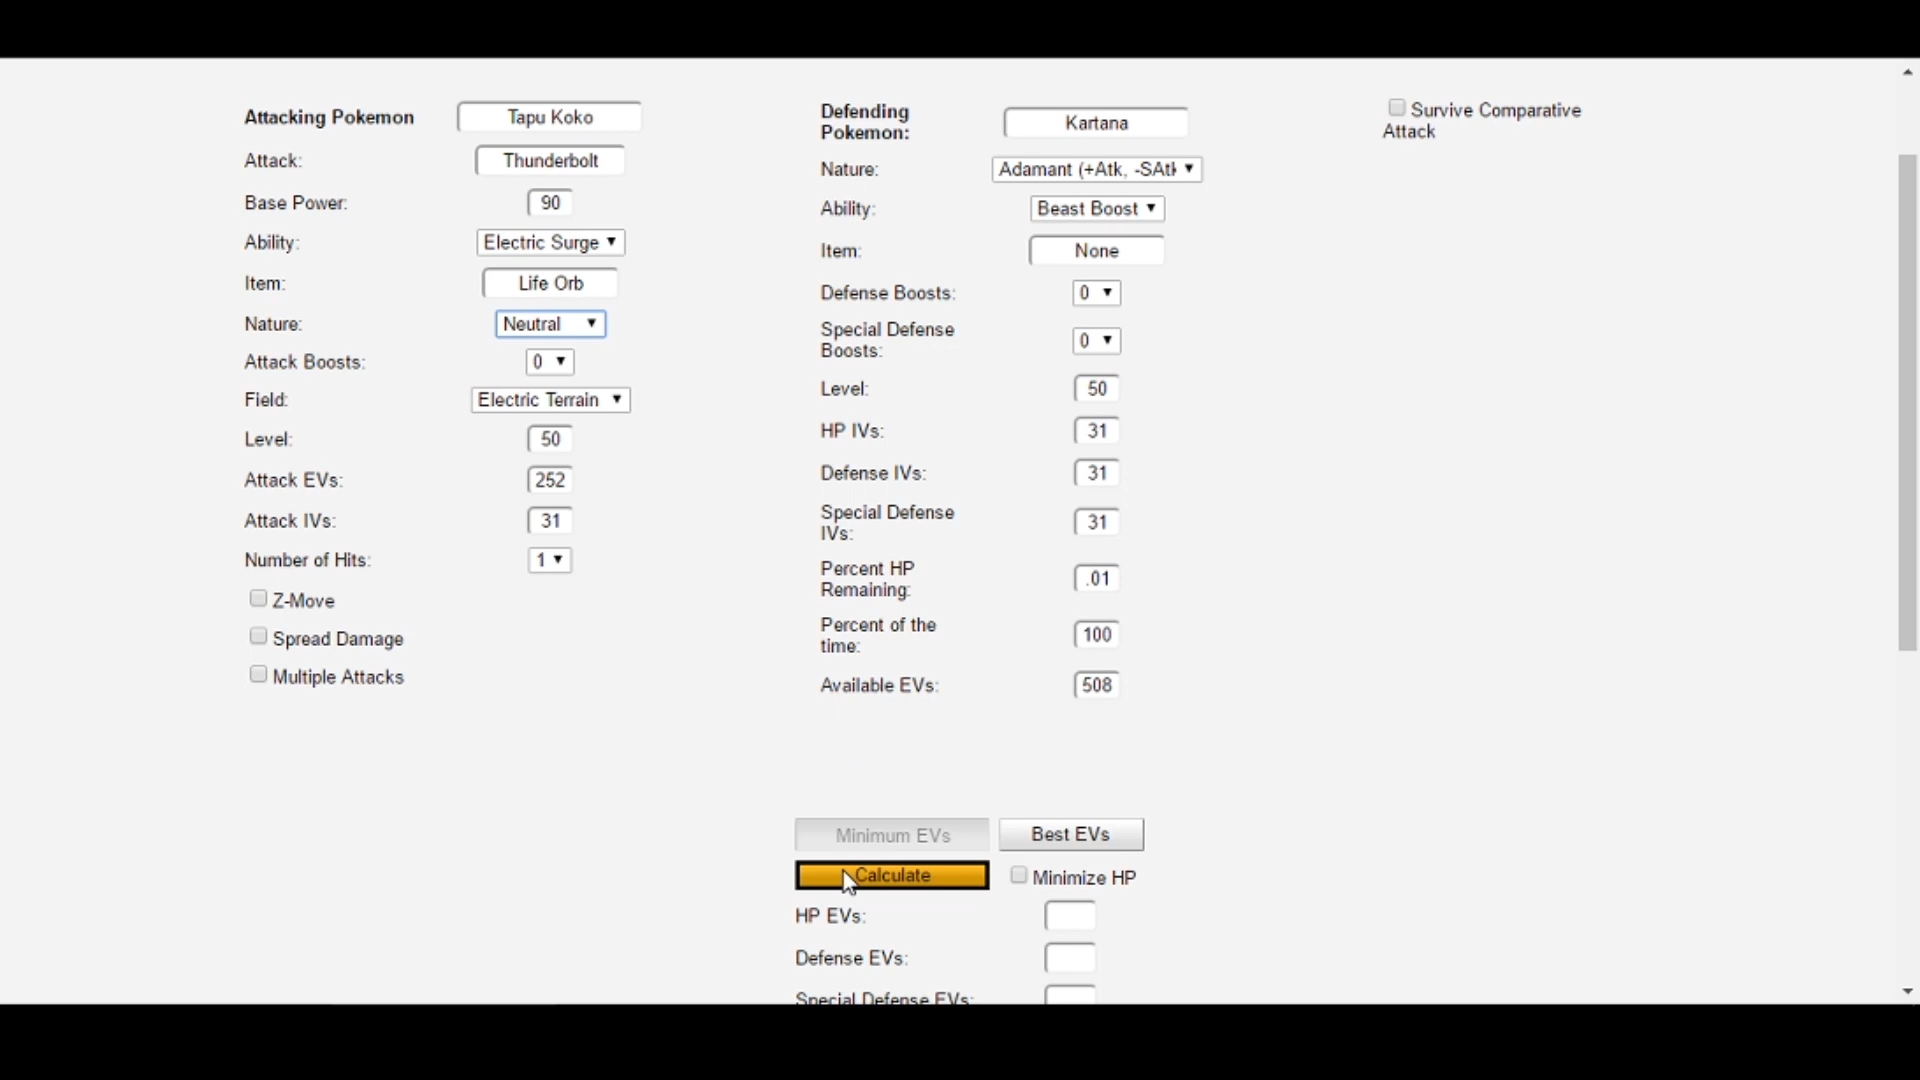 Attacking Pokemon
Tapu Koko
Attack:
Thunderbolt
Base Power:
90
Ability:
Electric Surge
Item:
Life Orb
Nature:
Neutral
Attack Boosts:
0
Field:
Electric Terrain
Level:
50
Attack EVs:
252
Attack IVs:
31
Number of Hits:
1
Z-Move
Spread Damage
Multiple Attacks
Defending
Pokemon:
Kartana
Nature:
Adamant (+Atk, -SAtk
Ability:
Beast Boost
Item:
None
Defense Boosts:
0
Special Defense
Boosts:
0
Level:
50
HP IVs:
31
Defense IVs:
31
Special Defense
IVs:
31
Percent HP
Remaining:
.01
Percent of the
time:
100
Available EVs:
508
Survive Comparative
Attack
Minimum EVs
Best EVs
Calculate
Minimize HP
HP EVs:
Defense EVs:
Special Defense EVs: